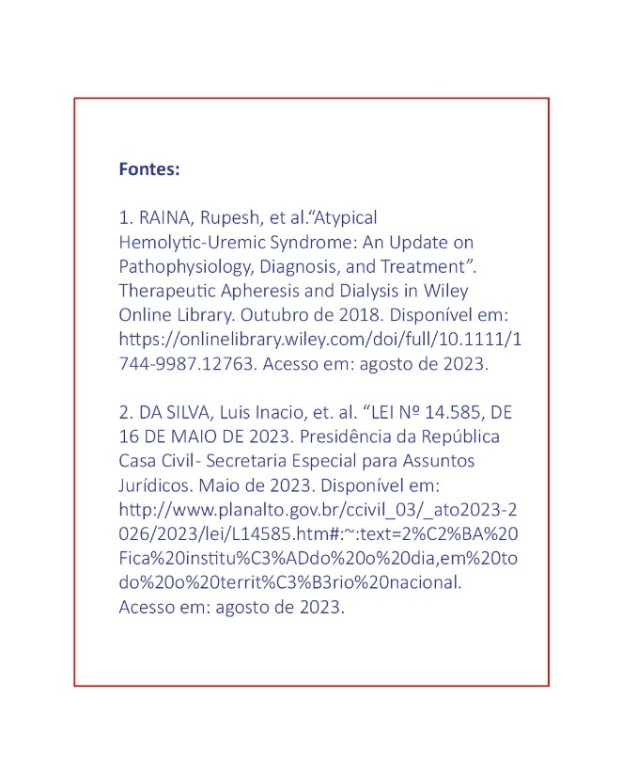 Fontes:
1. RAINA, Rupesh, et al.“Atypical
Hemolytic-Uremic Syndrome: An Update on
Pathophysiology, Diagnosis, and Treatment”.
Therapeutic Apheresis and Dialysis in Wiley
Online Library. Outubro de 2018. Disponível em:
https://onlinelibrary.wiley.com/doi/full/10.1111/1
744-9987.12763. Acesso em: agosto de 2023.
2. DA SILVA, Luis Inacio, et. al. “LEI Nº 14.585, DE
16 DE MAIO DE 2023. Presidência da República
Casa Civil- Secretaria Especial para Assuntos
Jurídicos. Maio de 2023. Disponível em:
http://www.planalto.gov.br/ccivil_03/_ato2023-2
026/2023/lei/L14585.htm#:~:text=2%C2%BA%20
Fica%20institu%C3%ADdo%20o%20dia,em%20to
do%20o%20territ%C3%B3rio%20nacional.
Acesso em: agosto de 2023.